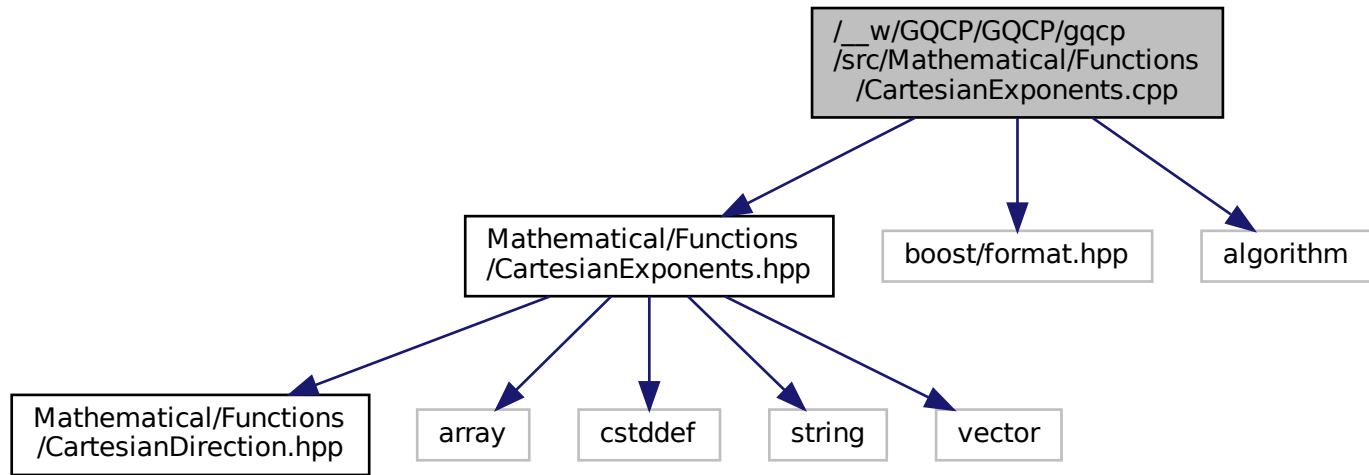 /__w/GQCP/GQCP/gqcp
/src/Mathematical/Functions
/CartesianExponents.cpp
Mathematical/Functions
/CartesianExponents.hpp
boost/format.hpp
algorithm
Mathematical/Functions
/CartesianDirection.hpp
array
cstddef
string
vector